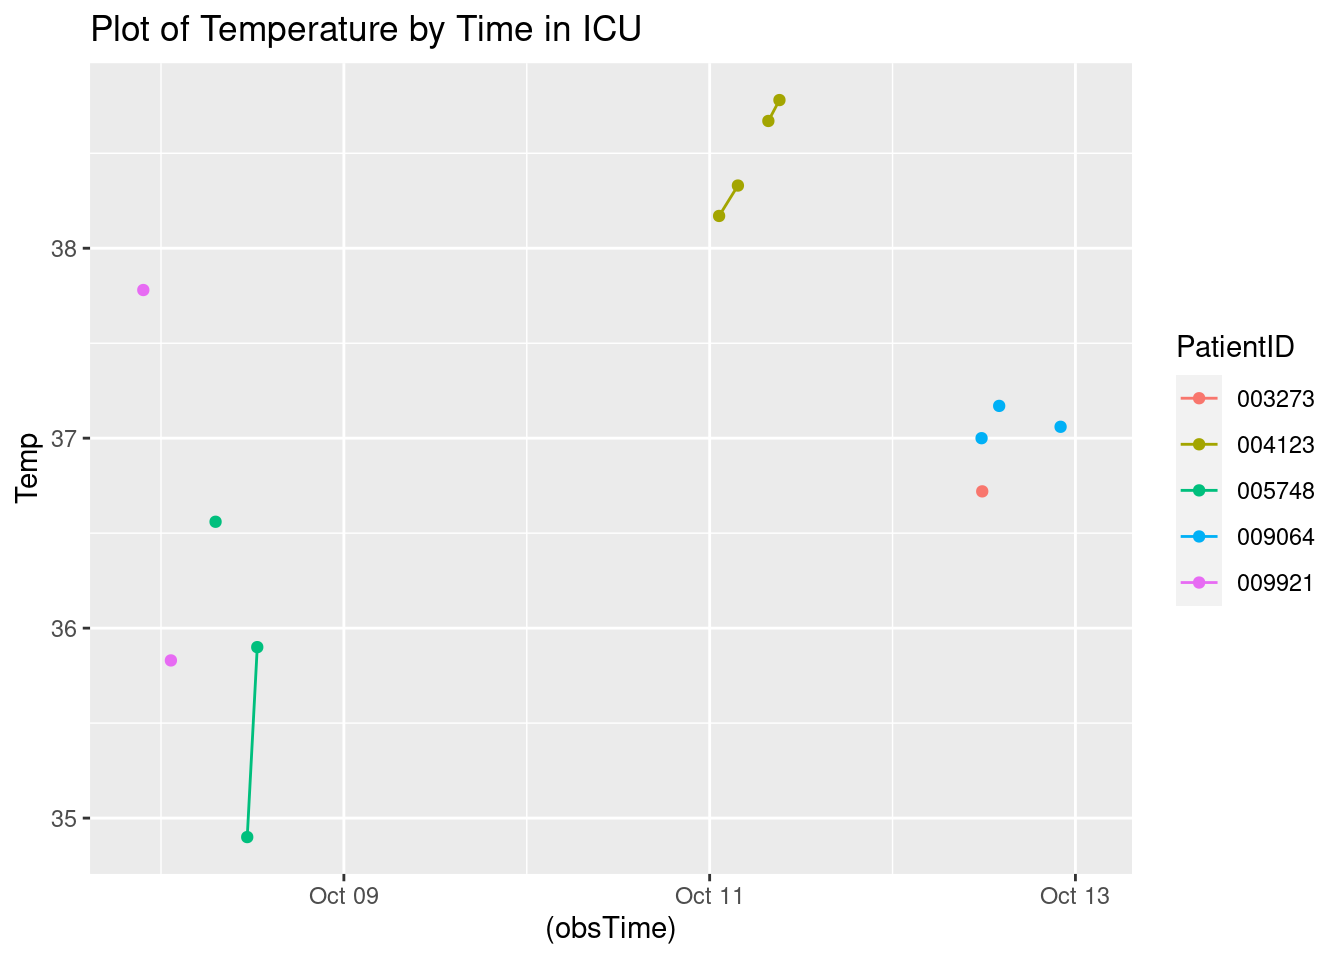 Plot of Temperature by Time in ICU
Temp
38
37
36
35
Oct 09
Oct 11
Oct 13
(obsTime)
PatientID
003273
004123
005748
009064
009921